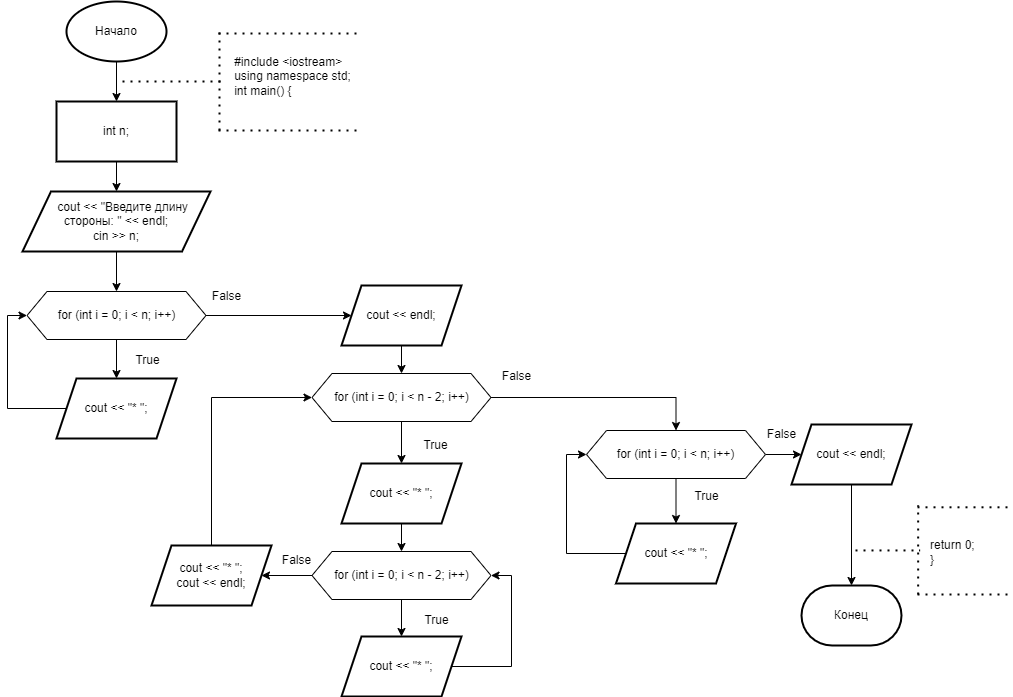 Начало
#include <iostream>
using namespace std;
int main() {
int n;
cout << "Введите длину
стороны: " << endl;
cin >> n;
for (int i = 0; i < n; i++)
False
True
cout << "* ";
cout << endl;
for (int i = 0; i < n - 2; i++)
False
True
cout << "* ";
for (int i = 0; i < n - 2; i++)
False
True
cout << "* ";
cout << endl;
cout << "* ";
for (int i = 0; i < n; i++)
False
True
cout << "* ";
cout << endl;
return 0;
}
Конец